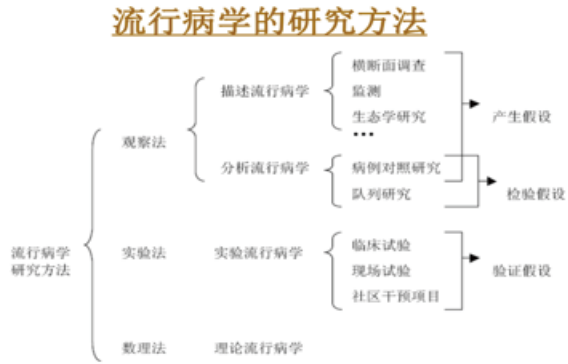 流行病学的研究方法
横断面调查
描述流行病学
监测
产生假设
生态学研究
•••
观察法
分析流行病学
病例对照研究
检验假设
队列研究
流行病学
研究方法
实验法
实验流行病学
临床试验
现场试验
验证假设
社区干预项目
数理法
理论流行病学